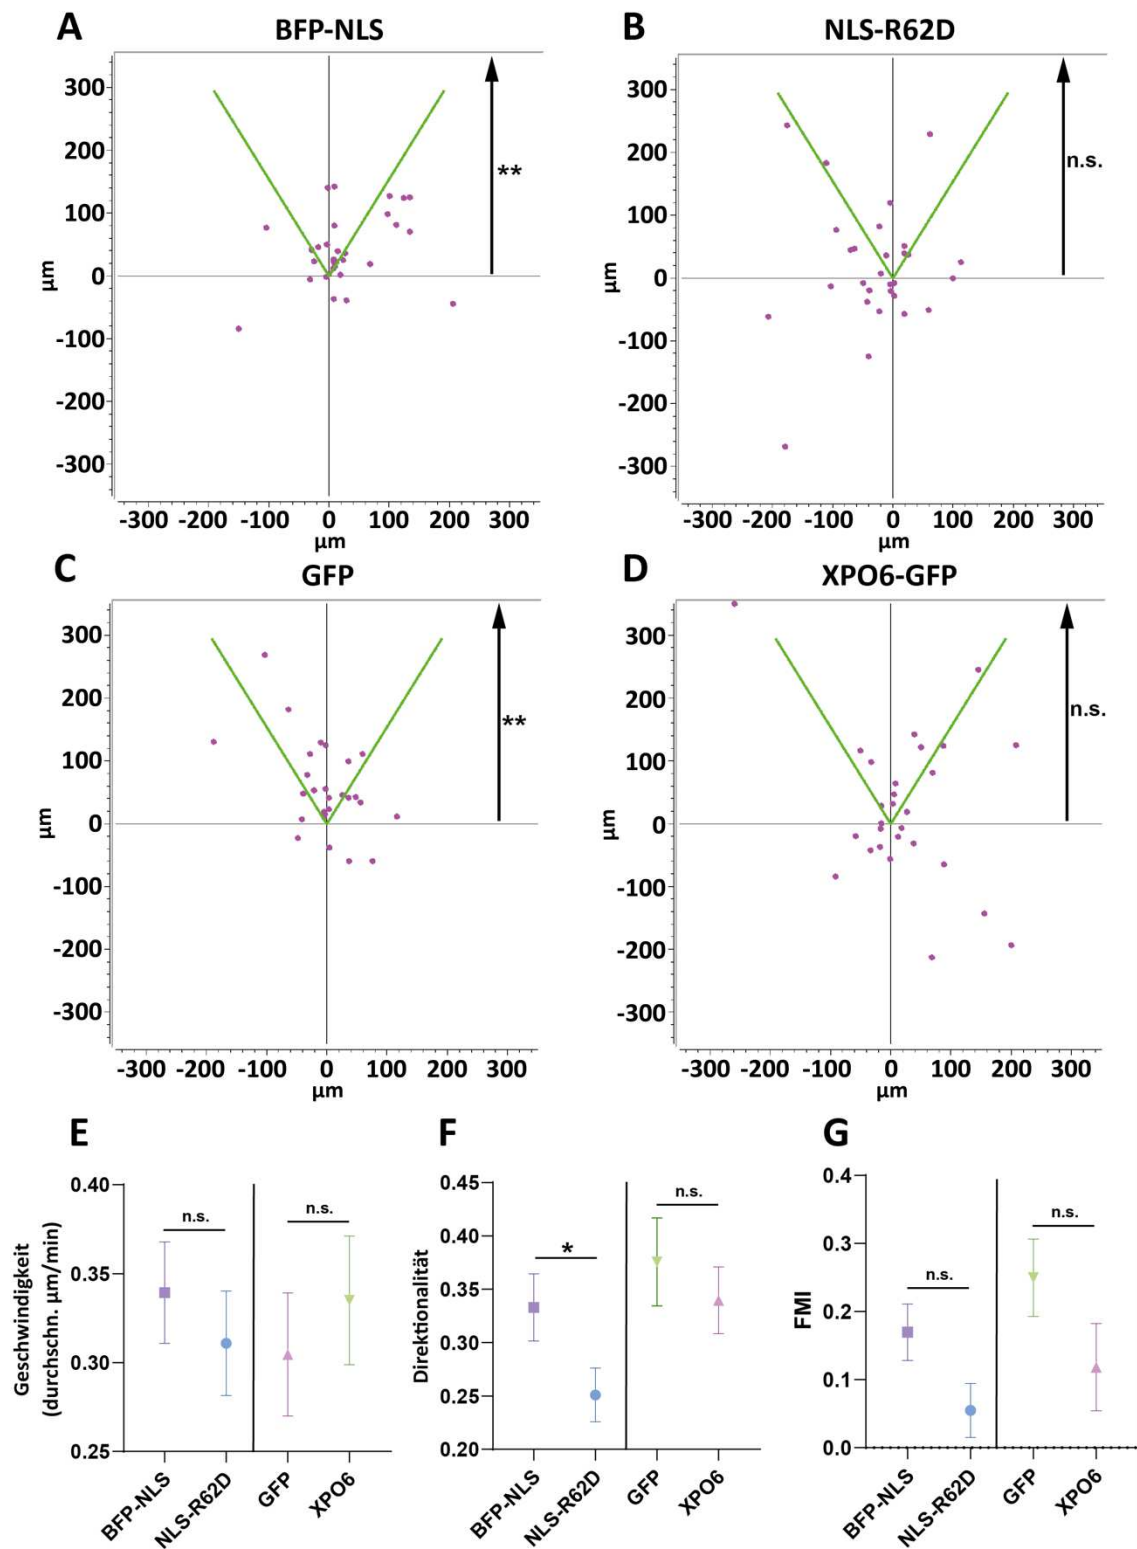 A
BFP-NLS
300
200
100
0
-100
-200
-300
µm
**
-300 -200 -100 0 100 200 300
µm
B
NLS-R62D
300
200
100
0
-100
-200
-300
µm
n.s.
-300 -200 -100 0 100 200 300
µm
C
GFP
300
200
100
0
-100
-200
-300
µm
**
-300 -200 -100 0 100 200 300
µm
D
XPO6-GFP
300
200
100
0
-100
-200
-300
µm
n.s.
-300 -200 -100 0 100 200 300
µm
E
Geschwindigkeit
(durchschn. µm/min)
0.40
0.35
0.30
0.25
n.s.
n.s.
BFP-NLS
NLS-R62D
GFP
XPO6
F
Direktionalität
0.45
0.40
0.35
0.30
0.25
0.20
*
n.s.
BFP-NLS
NLS-R62D
GFP
XPO6
G
FMI
0.4
0.3
0.2
0.1
0.0
n.s.
n.s.
BFP-NLS
NLS-R62D
GFP
XPO6